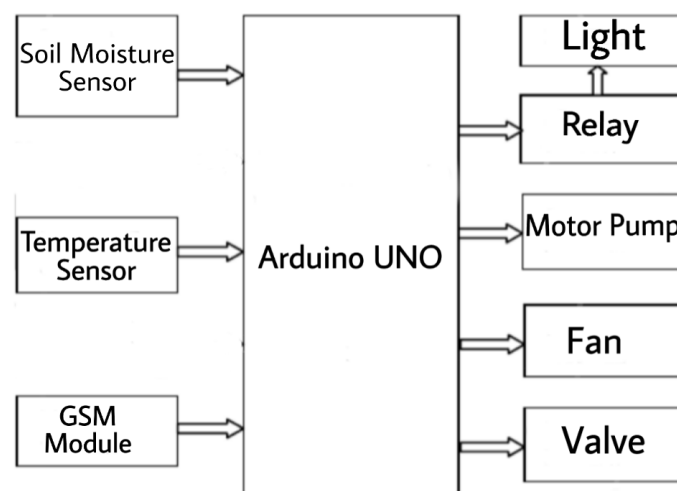 Soil Moisture
Sensor
Temperature
Sensor
GSM
Module
Arduino UNO
Light
Relay
Motor Pump
Fan
Valve